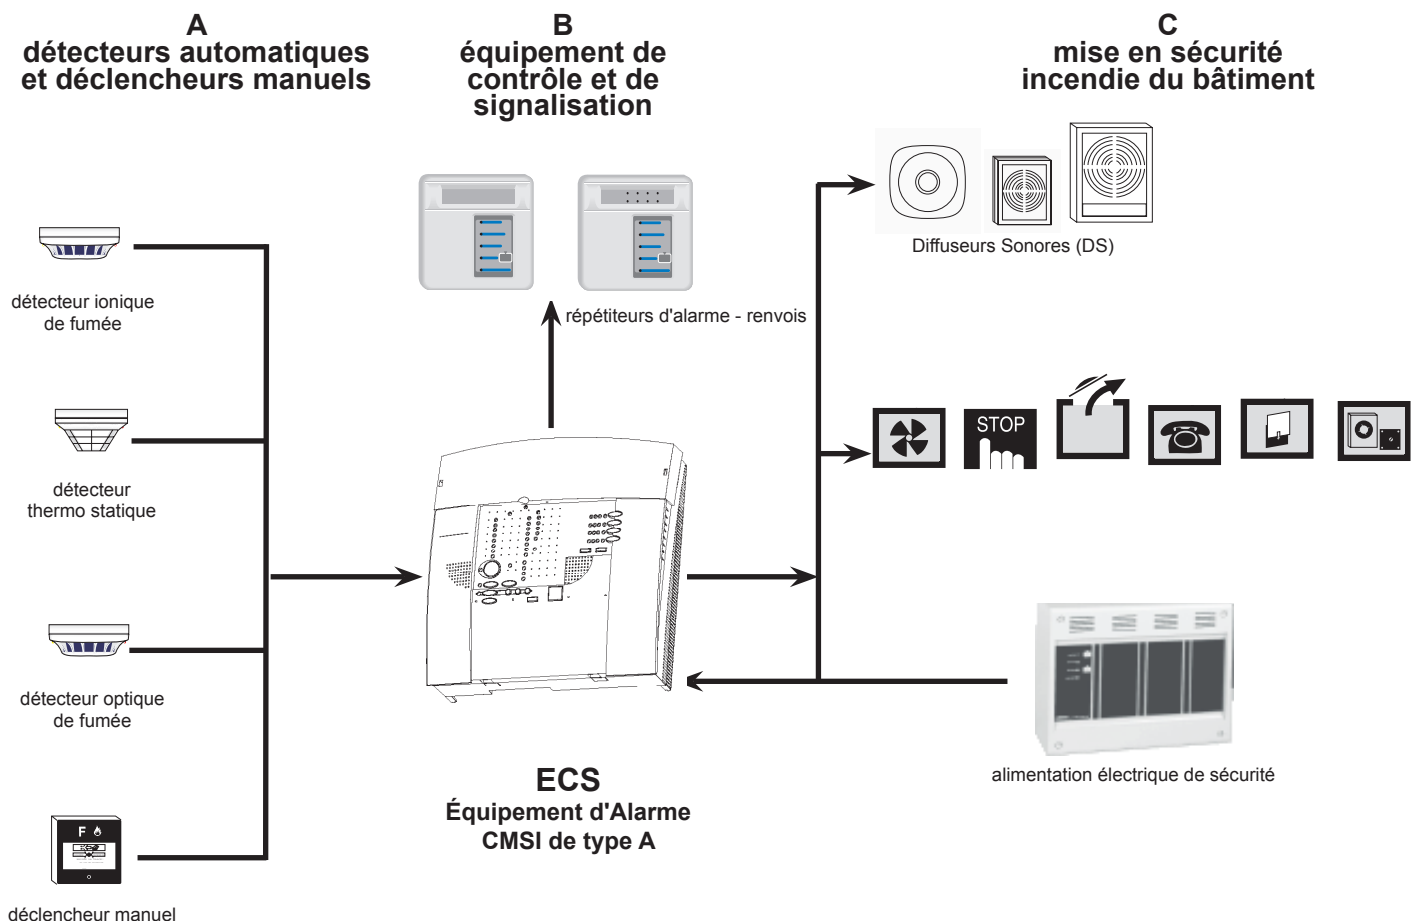 A
détecteurs automatiques
et déclencheurs manuels
B
équipement de
contrôle et de
signalisation
C
mise en sécurité
incendie du bâtiment
Diffuseurs Sonores (DS)
détecteur ionique
de fumée
répétiteurs d'alarme - renvois
STOP
détecteur
thermo statique
détecteur optique
de fumée
alimentation électrique de sécurité
ECS
Équipement d'Alarme
CMSI de type A
F
déclencheur manuel